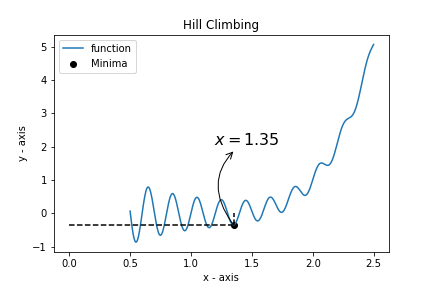 Hill Climbing
function
Minima
x = 1.35
y - axis
5
4
3
2
1
0
−1
0.0 0.5 1.0 1.5 2.0 2.5
x - axis